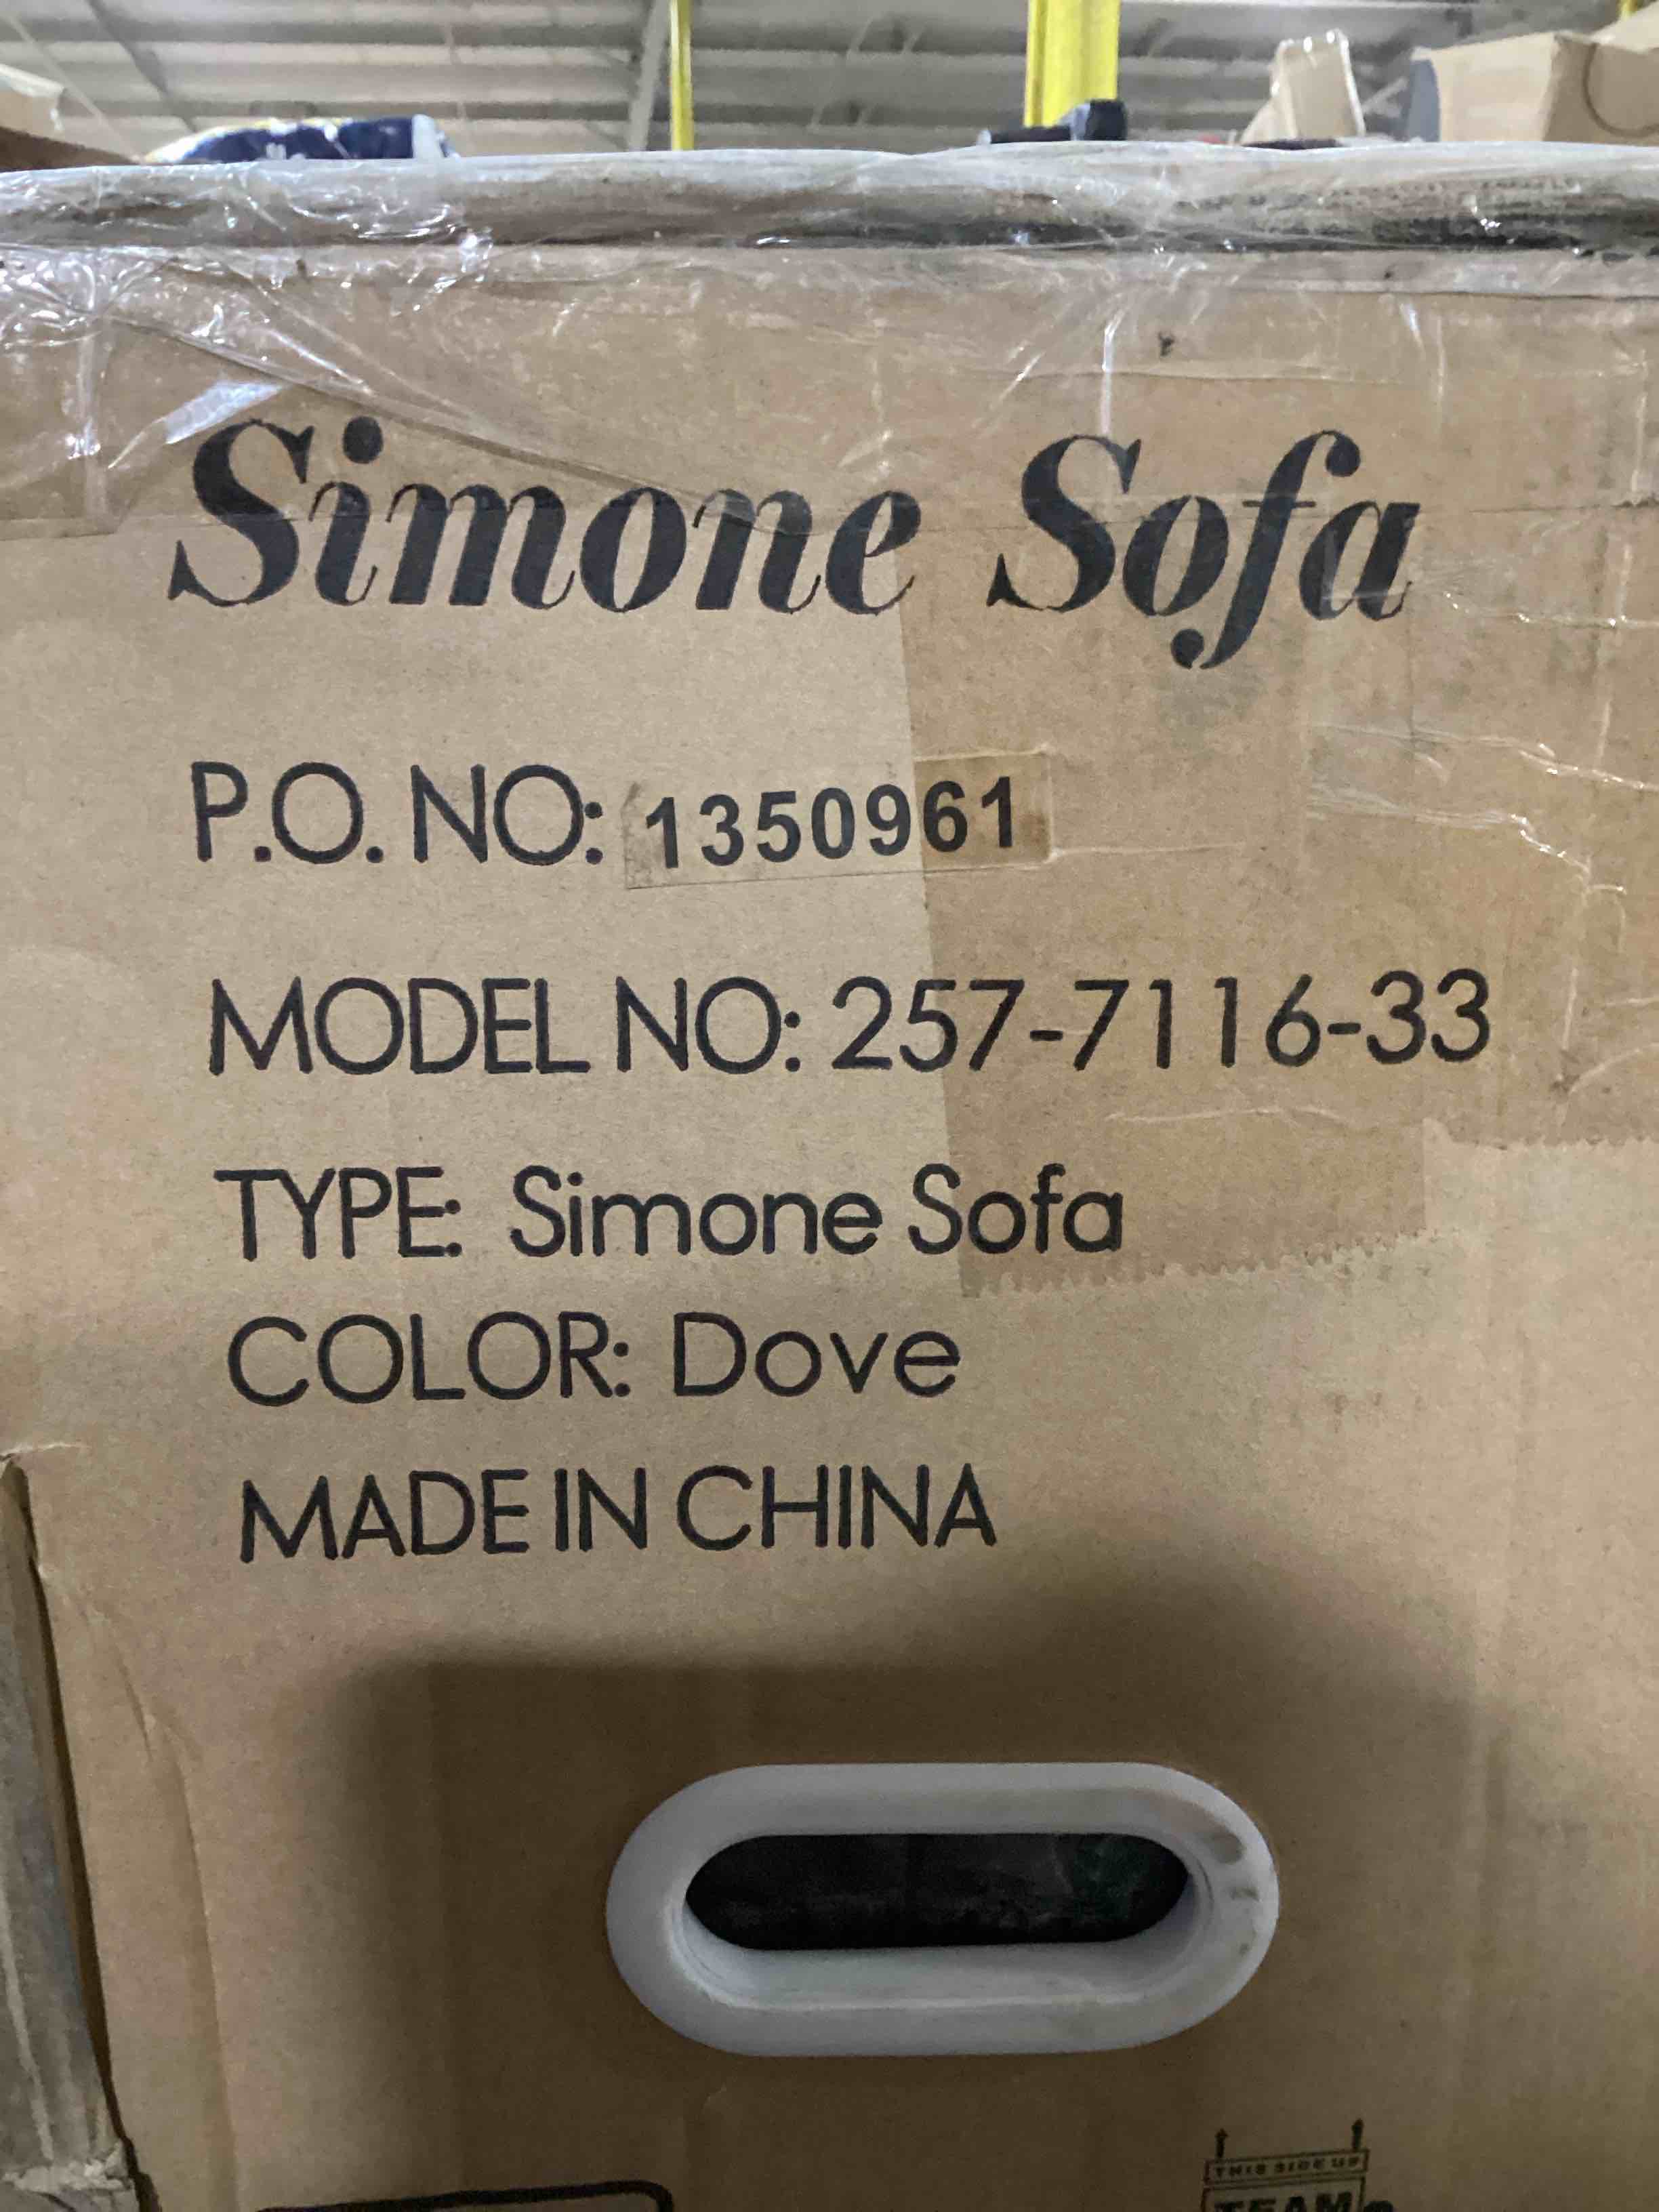 Simone Sofa
P.O. NO: 1350961
MODEL NO: 257-7116-33
TYPE: Simone Sofa
COLOR: Dove
MADE IN CHINA
THIS SIDE UP
TEAM